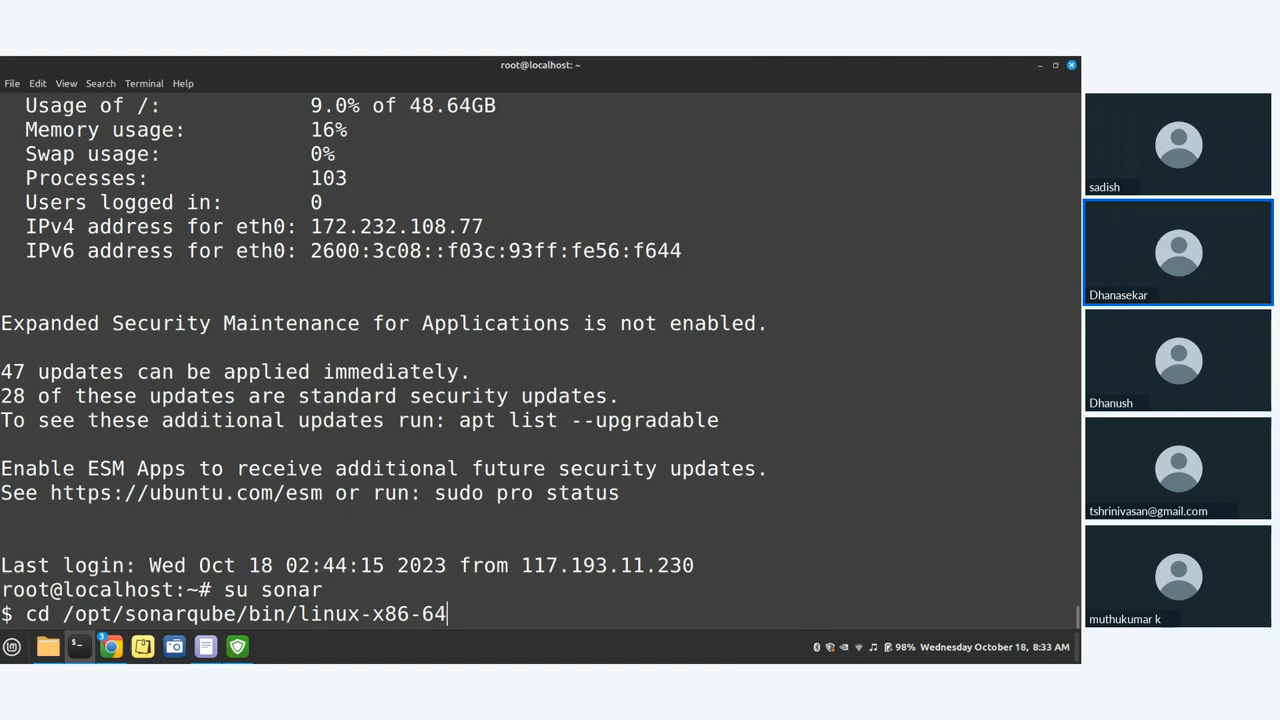 root@localhost: ~
File Edit View Search Terminal Help
Usage of /: 9.0% of 48.64GB
Memory usage: 16%
Swap usage: 0%
Processes: 103
Users logged in: 0
IPv4 address for eth0: 172.232.108.77
IPv6 address for eth0: 2600:3c08::f03c:93ff:fe56:f644
Expanded Security Maintenance for Applications is not enabled.
47 updates can be applied immediately.
28 of these updates are standard security updates.
To see these additional updates run: apt list --upgradable
Enable ESM Apps to receive additional future security updates.
See https://ubuntu.com/esm or run: sudo pro status
Last login: Wed Oct 18 02:44:15 2023 from 117.193.11.230
root@localhost:~# su sonar
$ cd /opt/sonarqube/bin/linux-x86-64
3
98% Wednesday October 18, 8:33 AM
sadish
Dhanasekar
Dhanush
tshrinivasan@gmail.com
muthukumar k